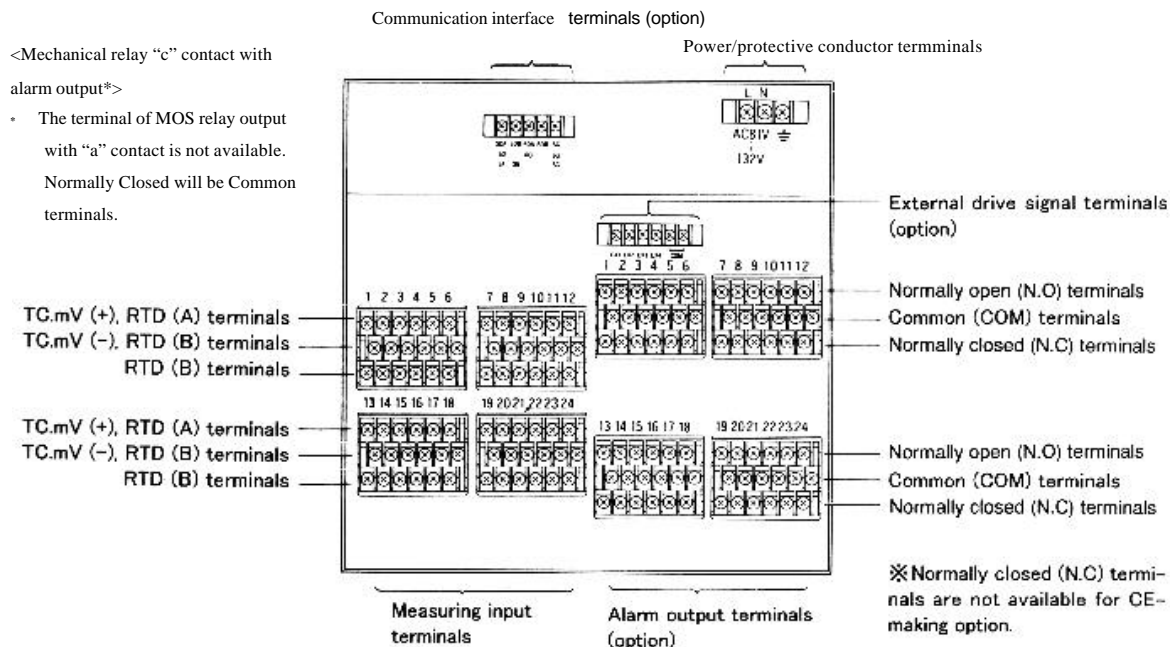 Communication interface terminals (option)
Power/protective conductor termminals
<Mechanical relay “c” contact with
alarm output*>
* The terminal of MOS relay output
with “a” contact is not available.
Normally Closed will be Common
terminals.
L N
AC81V
132V
External drive signal terminals
(option)
COM
1 2 3 4 5 6
7 8 9 10 11 12
Normally open (N.O) terminals
Common (COM) terminals
Normally closed (N.C) terminals
1 2 3 4 5 6
7 8 9 10 11 12
TC.mV (+), RTD (A) terminals
TC.mV (−), RTD (B) terminals
RTD (B) terminals
13 14 15 16 17 18
19 20 21 22 23 24
TC.mV (+), RTD (A) terminals
TC.mV (−), RTD (B) terminals
RTD (B) terminals
13 14 15 16 17 18
19 20 21 22 23 24
Normally open (N.O) terminals
Common (COM) terminals
Normally closed (N.C) terminals
Measuring input
terminals
Alarm output terminals
(option)
※Normally closed (N.C) termi-
nals are not available for CE-
making option.